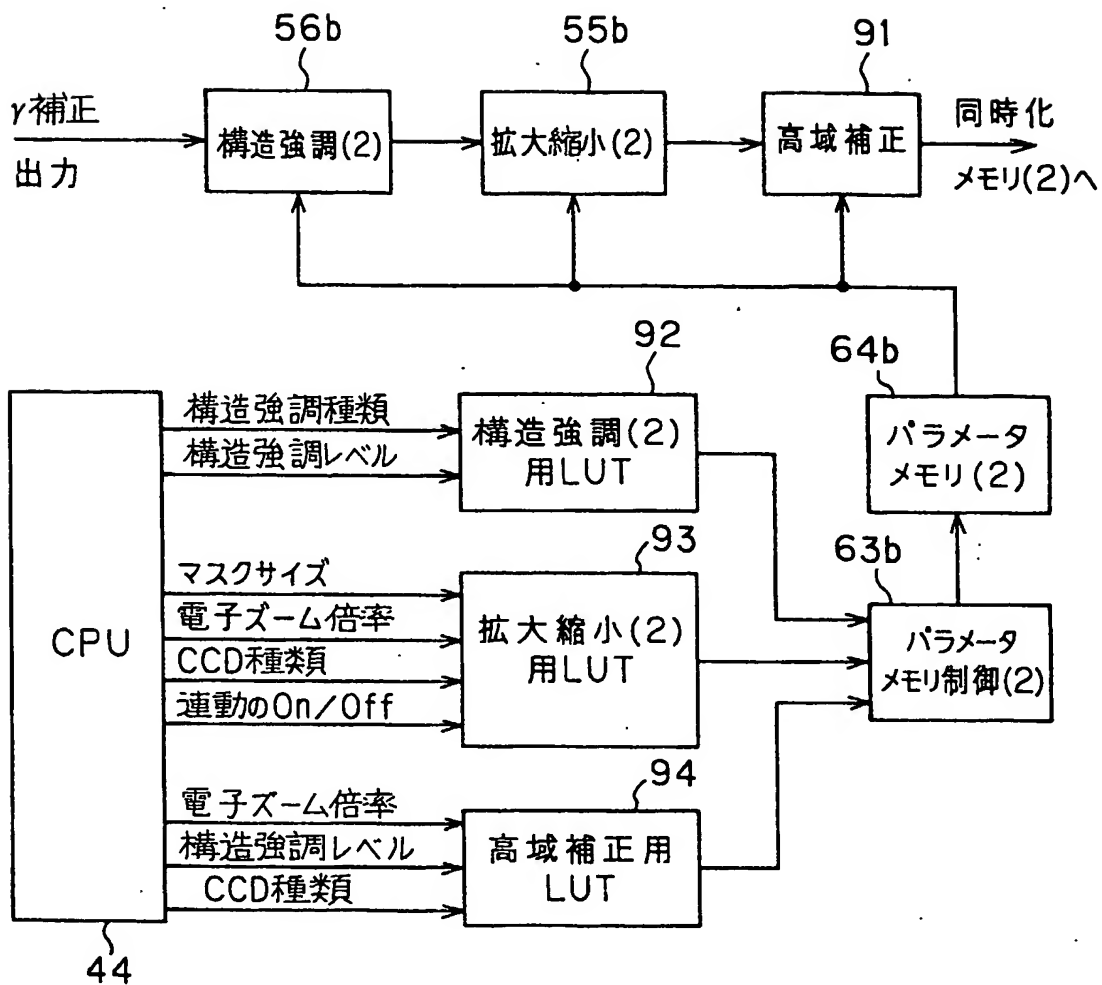 56b
55b
91
γ補正
出力
構造強調(2)
拡大縮小(2)
高域補正
同時化
メモリ(2)へ
92
64b
構造強調種類
構造強調レベル
構造強調(2)
用LUT
パラメータ
メモリ(2)
93
63b
CPU
マスクサイズ
電子ズーム倍率
CCD種類
連動のOn/Off
拡大縮小(2)
用LUT
パラメータ
メモリ制御(2)
94
電子ズーム倍率
構造強調レベル
CCD種類
高域補正用
LUT
44